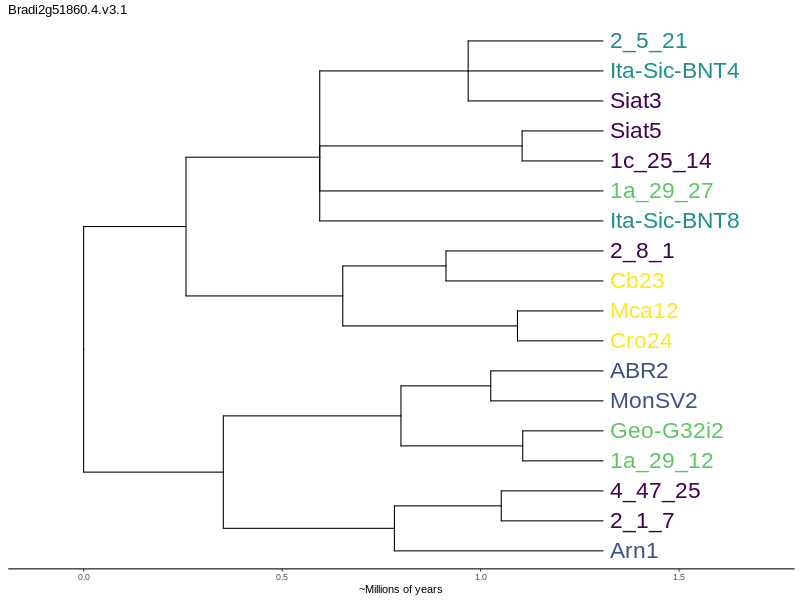 Bradi2g51860.4.v3.1
2_5_21
Ita-Sic-BNT4
Siat3
Siat5
1c_25_14
1a_29_27
Ita-Sic-BNT8
2_8_1
Cb23
Mca12
Cro24
ABR2
MonSV2
Geo-G32i2
1a_29_12
4_47_25
2_1_7
Arn1
0.0 0.5 1.0 1.5
~Millions of years